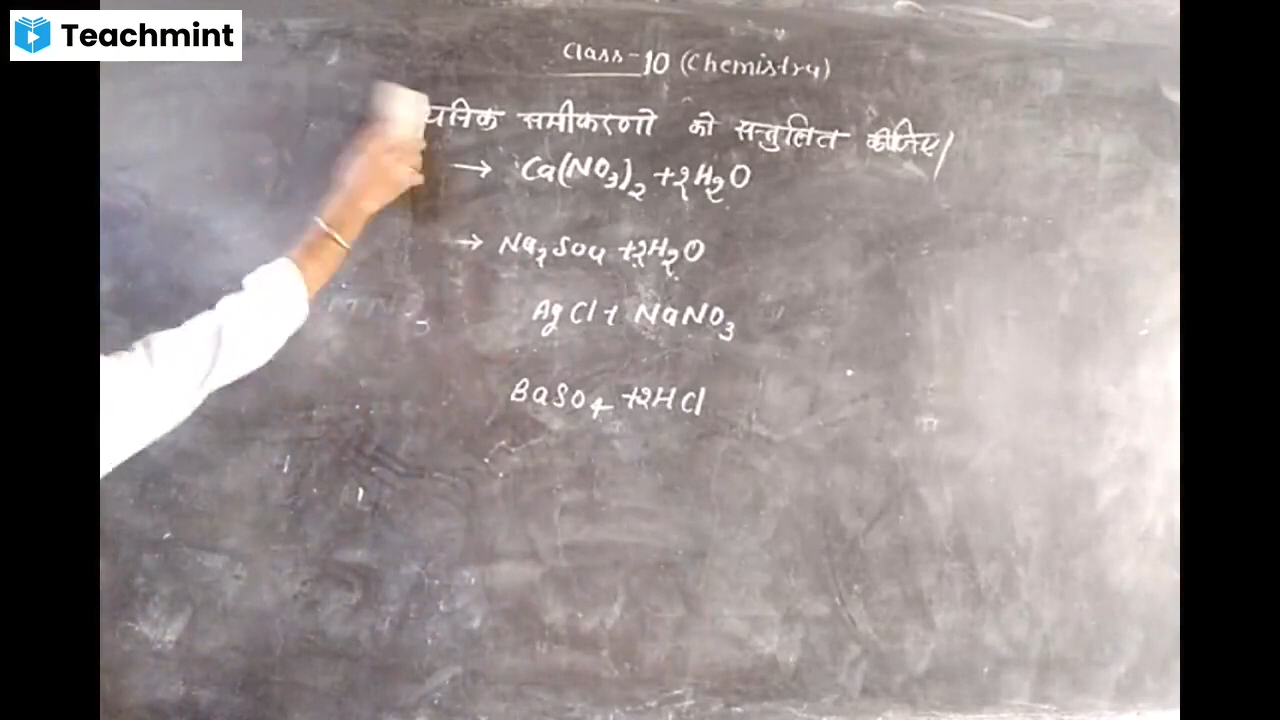 Teachmint
Class-10 (Chemistry)
यनिक समीकरणो को सन्तुलित कीजिए।
→ Ca(NO3)2 +2H2O
→ Na2SO4 +2H2O
AgCl + NaNO3
BaSO4 +2HCl